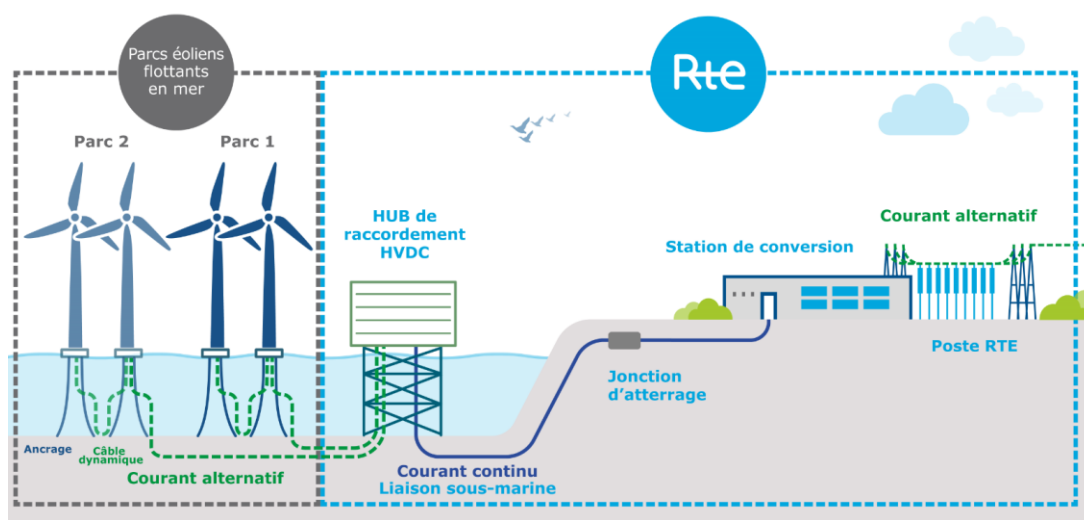 Parcs éoliens
flottants
en mer
Rte
Parc 2
Parc 1
HUB de
raccordement
HVDC
Station de conversion
Courant alternatif
Poste RTE
Jonction
d'atterrage
Ancrage
Câble
dynamique
Courant alternatif
Courant continu
Liaison sous-marine